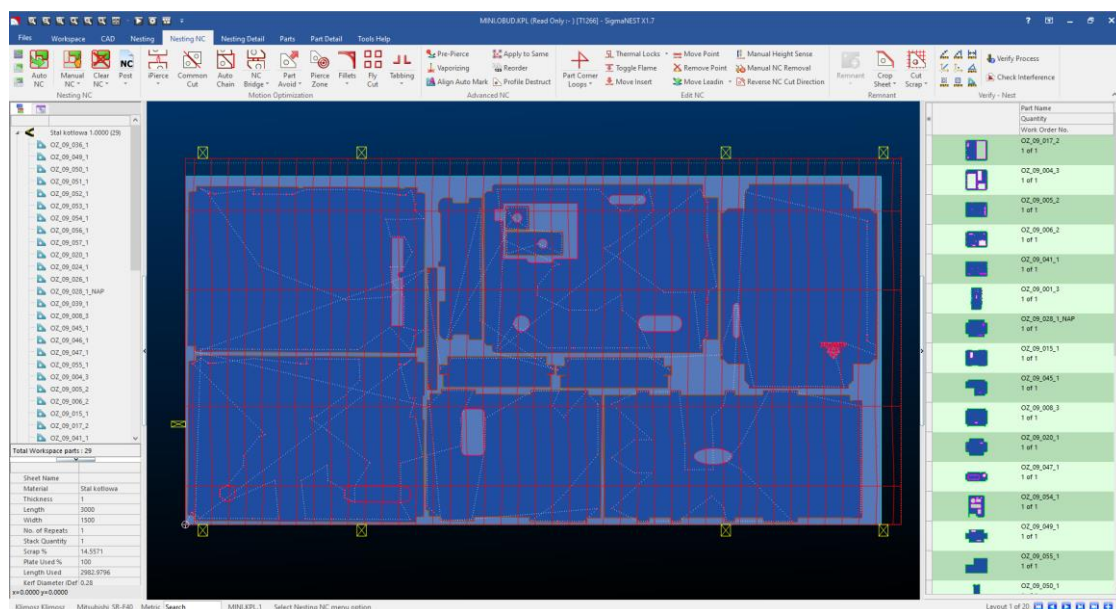 MINI.OBUD.KPL (Read Only :- ) [T1266] - SigmaNEST X1.7
Files Workspace CAD Nesting Nesting NC Nesting Detail Parts Part Detail Tools Help
Auto NC
Manual NC
Clear NC
NC Post
iPierce
Common Cut
Auto Chain
NC Bridge
Part Avoid
Pierce Zone
Fillets
Fly Cut
Tabbing
Pre-Pierce
Vaporizing
Align Auto Mark
Apply to Same
Reorder
Profile Destruct
Part Corner Loops
Thermal Locks
Toggle Flame
Move Insert
Move Point
Remove Point
Move Leadin
Manual Height Sense
Manual NC Removal
Reverse NC Cut Direction
Remnant
Crop Sheet
Cut Scrap
Verify Process
Check Interference
Nesting NC Motion Optimization Advanced NC Edit NC Remnant Verify - Nest
Stal kotłowa 1.0000 (29)
OZ_09_036_1
OZ_09_049_1
OZ_09_050_1
OZ_09_051_1
OZ_09_052_1
OZ_09_053_1
OZ_09_054_1
OZ_09_056_1
OZ_09_057_1
OZ_09_020_1
OZ_09_024_1
OZ_09_026_1
OZ_09_028_1_NAP
OZ_09_039_1
OZ_09_008_3
OZ_09_045_1
OZ_09_046_1
OZ_09_047_1
OZ_09_055_1
OZ_09_004_3
OZ_09_005_2
OZ_09_006_2
OZ_09_015_1
OZ_09_017_2
OZ_09_041_1
Total Workspace parts : 29
Sheet Name
Material Stal kotłowa
Thickness 1
Length 3000
Width 1500
No. of Repeats 1
Stack Quantity 1
Scrap % 14.5571
Plate Used % 100
Length Used 2982.9796
Kerf Diameter (Def 0.28
x=0.0000 y=0.0000
Part Name
Quantity
Work Order No.
OZ_09_017_2
1 of 1
OZ_09_004_3
1 of 1
OZ_09_005_2
1 of 1
OZ_09_006_2
1 of 1
OZ_09_041_1
1 of 1
OZ_09_001_3
1 of 1
OZ_09_028_1_NAP
1 of 1
OZ_09_015_1
1 of 1
OZ_09_045_1
1 of 1
OZ_09_008_3
1 of 1
OZ_09_020_1
1 of 1
OZ_09_047_1
1 of 1
OZ_09_054_1
1 of 1
OZ_09_049_1
1 of 1
OZ_09_055_1
1 of 1
OZ_09_050_1
Klimosz Klimosz Mitsubishi SR-F40 Metric Search MINI.KPL-1 Select Nesting NC menu option Layout 1 of 20